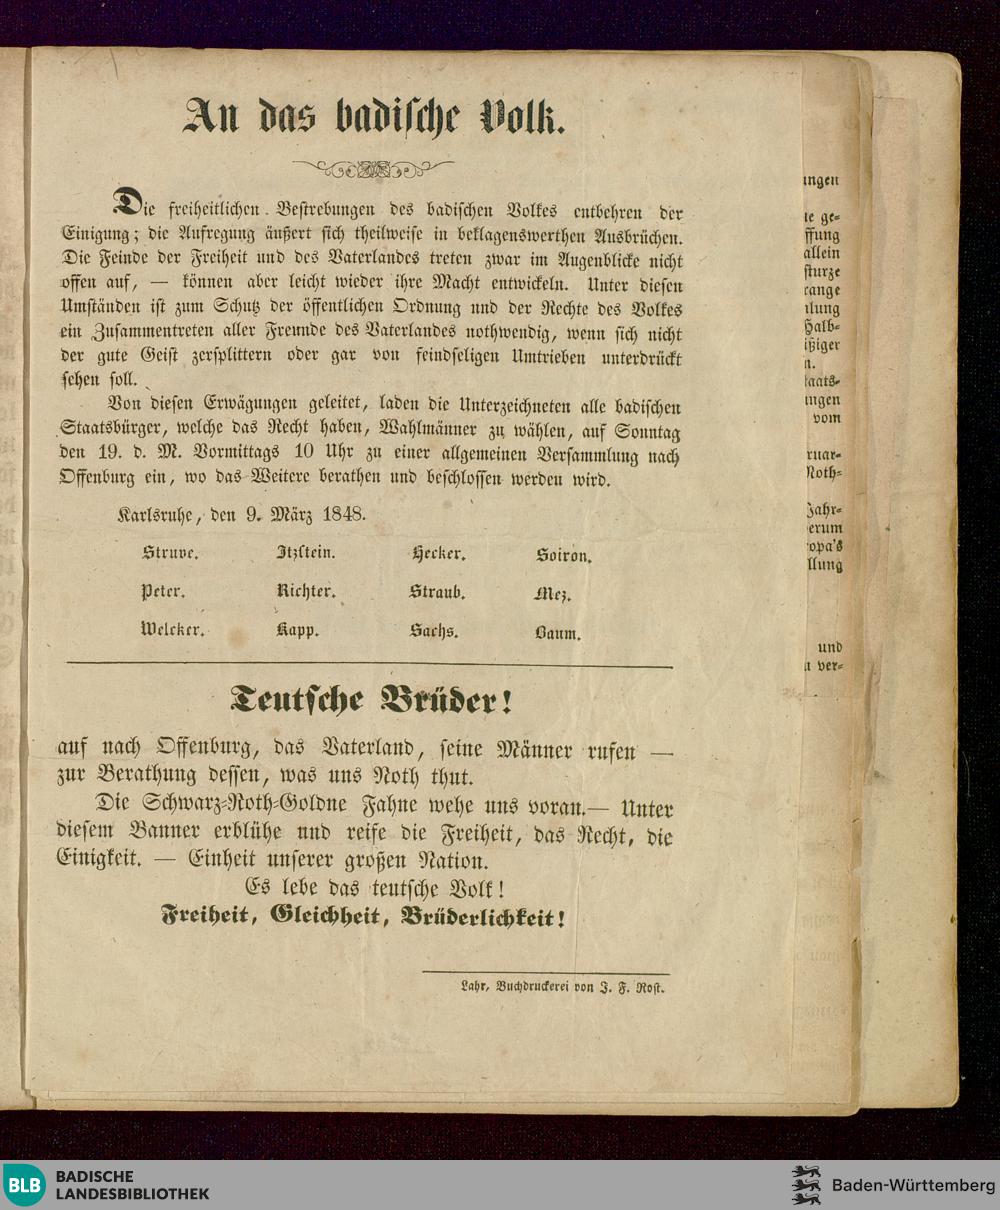 An das badische Volk.
Die freiheitlichen Bestrebungen des badischen Volkes entbehren der
Einigung; die Aufregung äußert sich theilweise in beklagenswerthen Ausbrüchen.
Die Feinde der Freiheit und des Vaterlandes treten zwar im Augenblicke nicht
offen auf, — können aber leicht wieder ihre Macht entwickeln. Unter diesen
Umständen ist zum Schutz der öffentlichen Ordnung und der Rechte des Volkes
ein Zusammentreten aller Freunde des Vaterlandes nothwendig, wenn sich nicht
der gute Geist zersplittern oder gar von feindseligen Umtrieben unterdrückt
sehen soll.
Von diesen Erwägungen geleitet, laden die Unterzeichneten alle badischen
Staatsbürger, welche das Recht haben, Wahlmänner zu wählen, auf Sonntag
den 19. d. M. Vormittags 10 Uhr zu einer allgemeinen Versammlung nach
Offenburg ein, wo das Weitere berathen und beschlossen werden wird.
Karlsruhe, den 9. März 1848.
Struve. Itzstein. Hecker. Soiron.
Peter. Richter. Straub. Mez.
Welcker. Kapp. Sachs. Baum.
Teutsche Brüder!
auf nach Offenburg, das Vaterland, seine Männer rufen —
zur Berathung dessen, was uns Noth thut.
Die Schwarz-Roth-Goldne Fahne wehe uns voran. — Unter
diesem Banner erblühe und reife die Freiheit, das Recht, die
Einigkeit. — Einheit unserer großen Nation.
Es lebe das teutsche Volk!
Freiheit, Gleichheit, Brüderlichkeit!
Lahr, Buchdruckerei von J. F. Rost.
ungen
te ge-
ffung
allein
sturze
range
lung
Halb-
ißiger
n.
taats-
ungen
vom
ruar-
Noth-
Jahr-
erum
opa's
llung
und
u ver-
BLB BADISCHE
LANDESBIBLIOTHEK
Baden-Württemberg